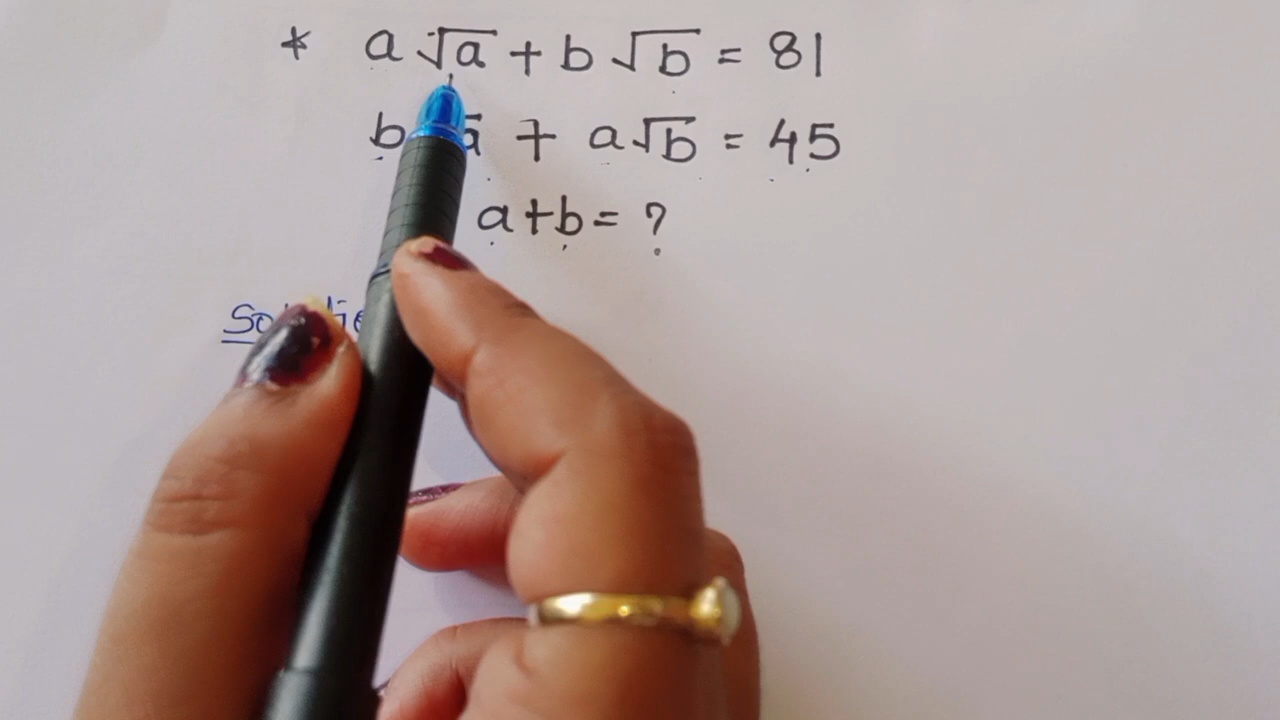 * a √a + b √b = 81
b a + a √b = 45
a + b = ?